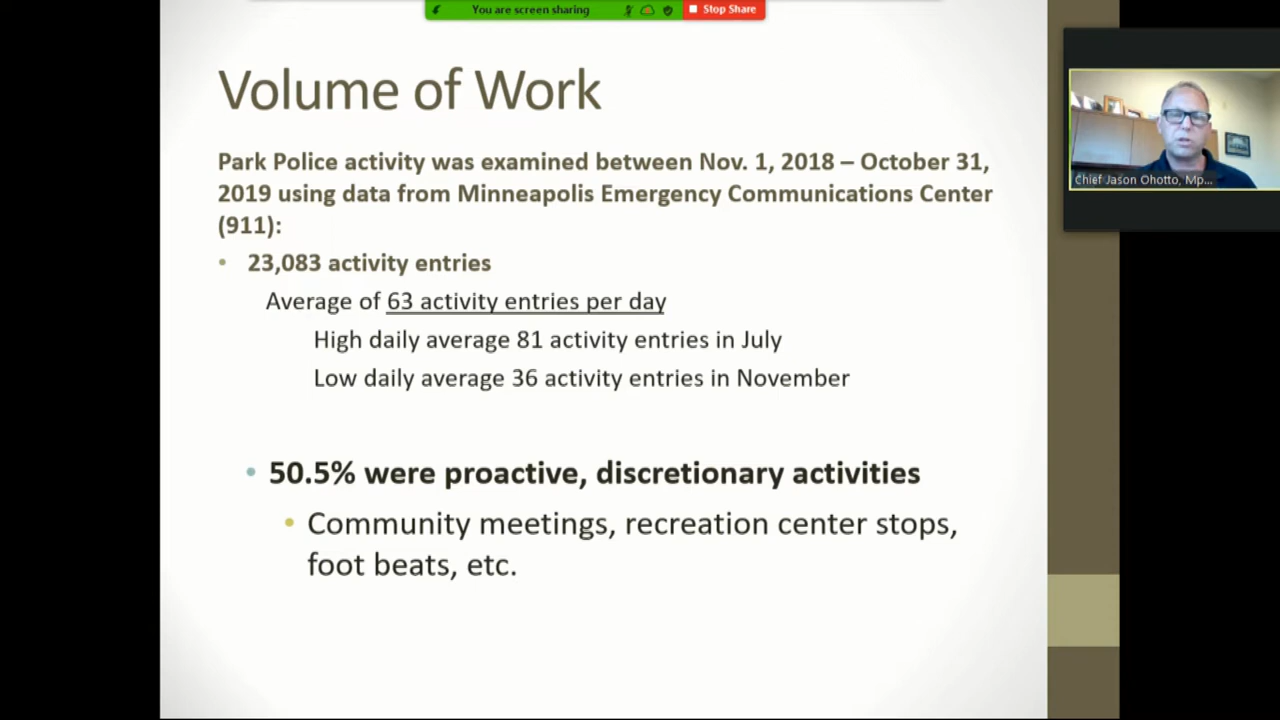 You are screen sharing
Stop Share
Volume of Work
Park Police activity was examined between Nov. 1, 2018 – October 31,
2019 using data from Minneapolis Emergency Communications Center
(911):
• 23,083 activity entries
Average of 63 activity entries per day
High daily average 81 activity entries in July
Low daily average 36 activity entries in November
• 50.5% were proactive, discretionary activities
• Community meetings, recreation center stops,
foot beats, etc.
Chief Jason Ohotto, Mp...